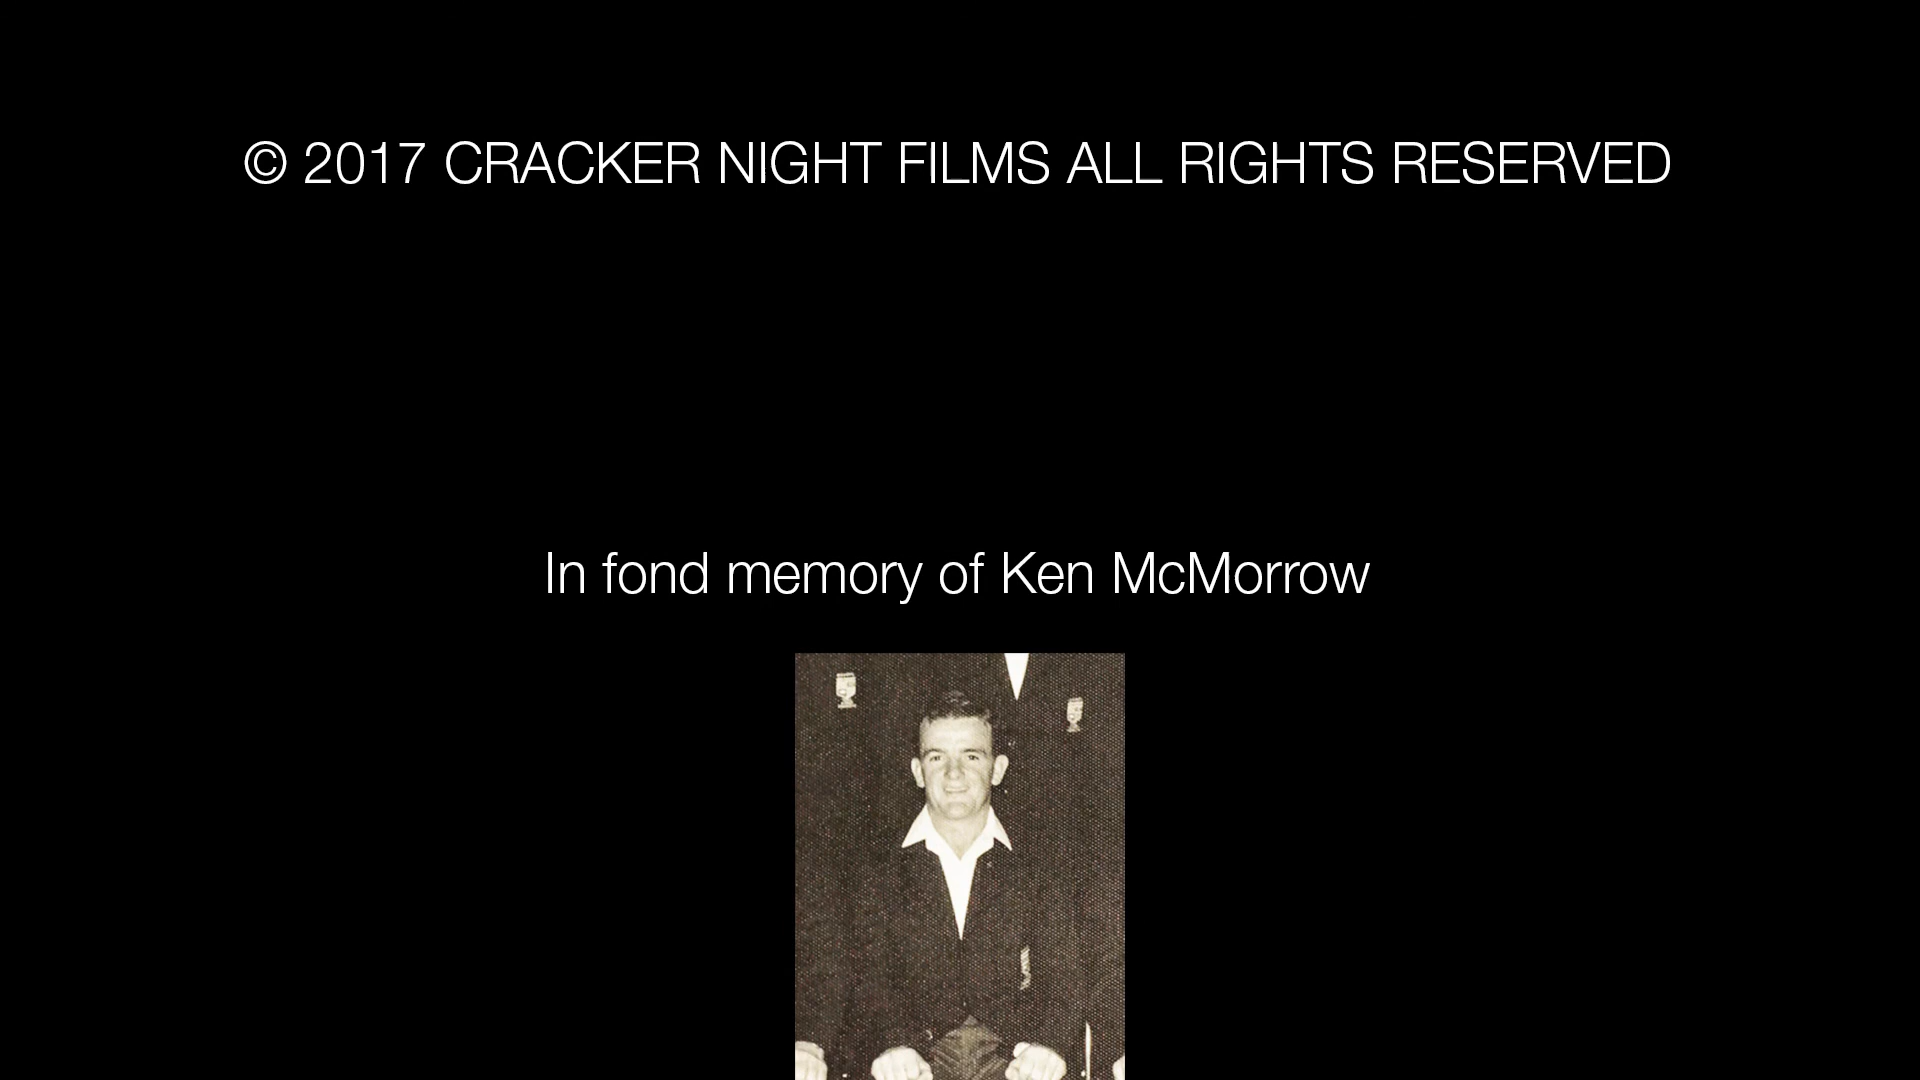 © 2017 CRACKER NIGHT FILMS ALL RIGHTS RESERVED
In fond memory of Ken McMorrow